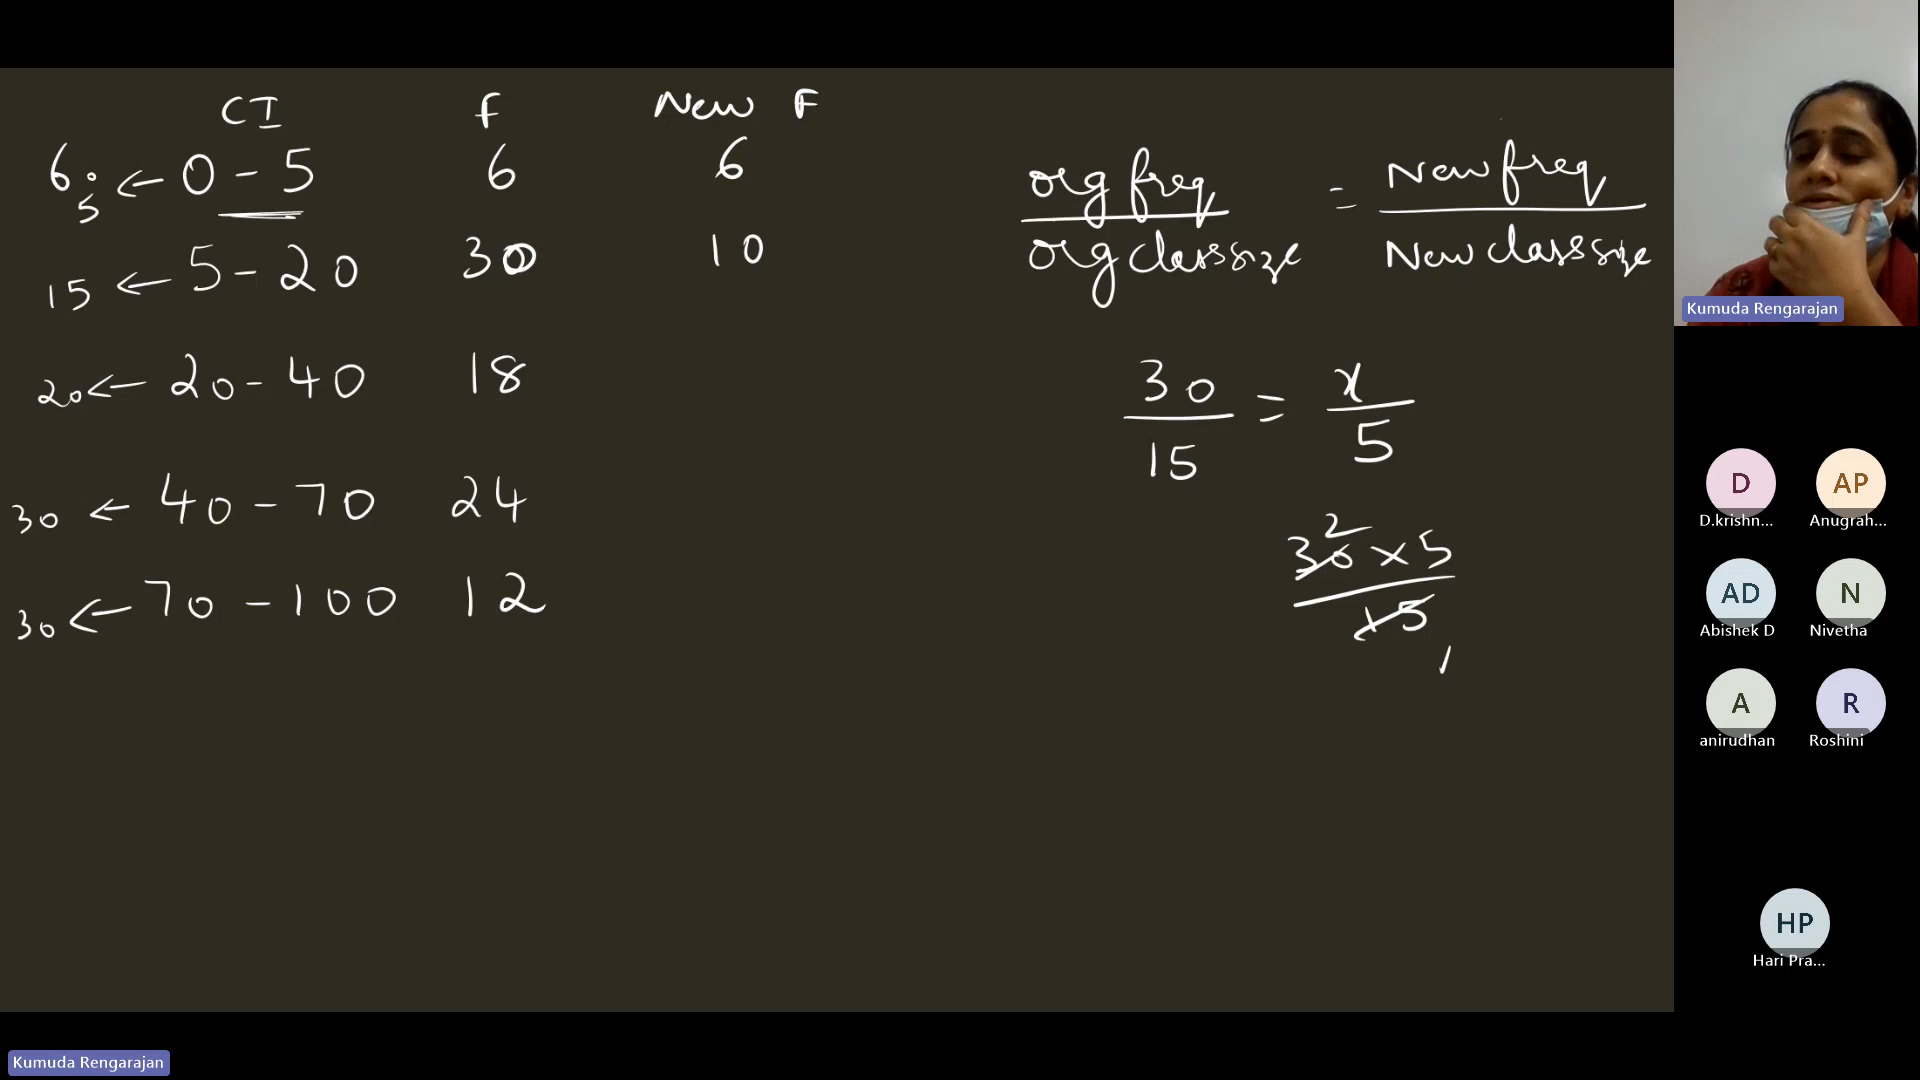 CI F New F
6. ← 0 - 5 6 6
5
15 ← 5 - 20 30 10
20 ← 20 - 40 18
30 ← 40 - 70 24
30 ← 70 - 100 12
org freq = New freq
org class size New class size
30 = x
15 5
2
30 x 5
15
1
Kumuda Rengarajan
D
AP
D.krishn...
Anugrah...
AD
N
Abishek D
Nivetha
A
R
anirudhan
Roshini
HP
Hari Pra...
Kumuda Rengarajan